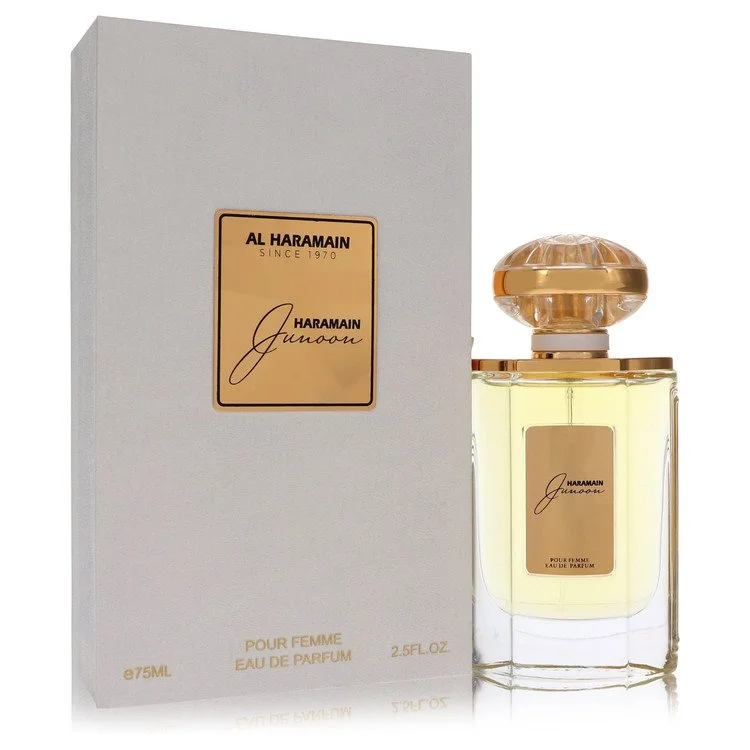 AL HARAMAIN
SINCE 1970
HARAMAIN
Junoon
POUR FEMME
EAU DE PARFUM
e75ML
2.5FL.OZ.
HARAMAIN
Junoon
POUR FEMME
EAU DE PARFUM